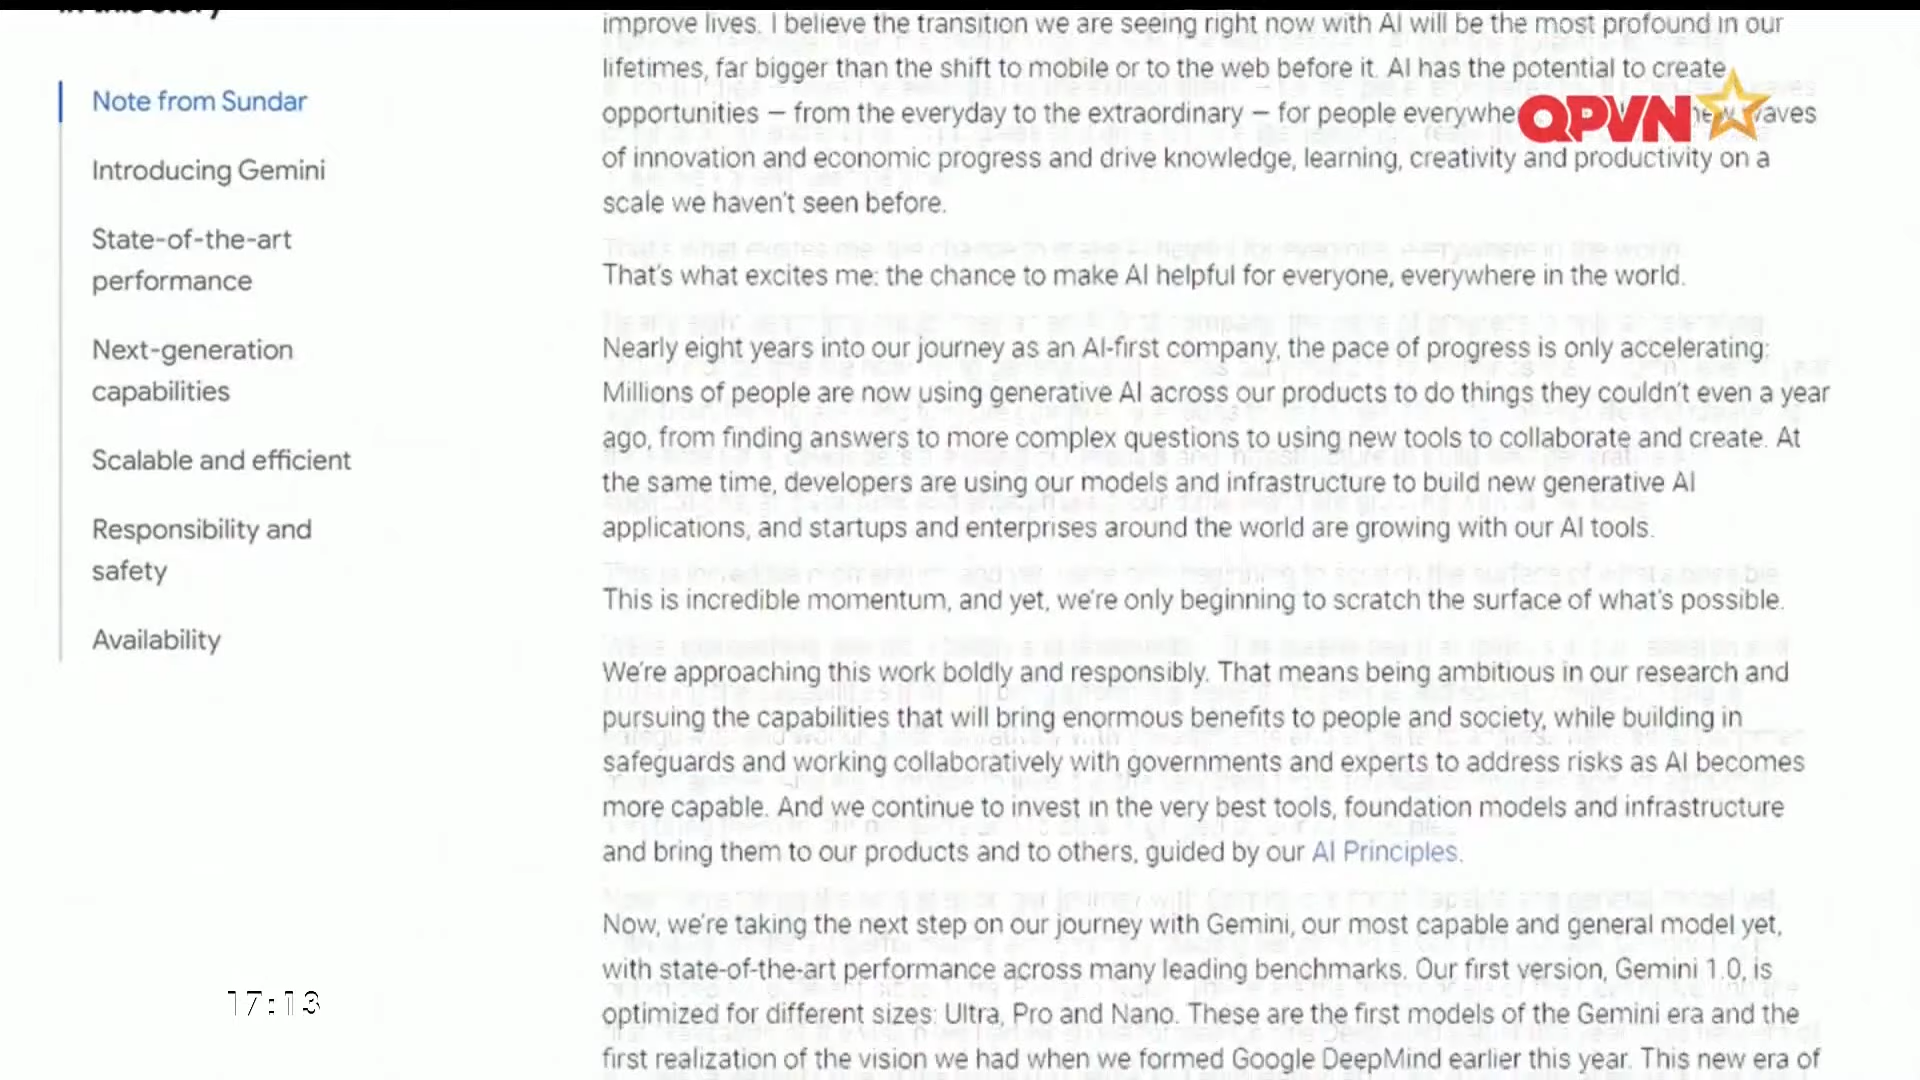 Note from Sundar
Introducing Gemini
State-of-the-art
performance
Next-generation
capabilities
Scalable and efficient
Responsibility and
safety
Availability
improve lives. I believe the transition we are seeing right now with AI will be the most profound in our
lifetimes, far bigger than the shift to mobile or to the web before it. AI has the potential to create
opportunities — from the everyday to the extraordinary — for people everywhe
of innovation and economic progress and drive knowledge, learning, creativity and productivity on a
scale we haven't seen before.
That's what excites me: the chance to make AI helpful for everyone, everywhere in the world.
Nearly eight years into our journey as an AI-first company, the pace of progress is only accelerating:
Millions of people are now using generative AI across our products to do things they couldn't even a year
ago, from finding answers to more complex questions to using new tools to collaborate and create. At
the same time, developers are using our models and infrastructure to build new generative AI
applications, and startups and enterprises around the world are growing with our AI tools.
This is incredible momentum, and yet, we're only beginning to scratch the surface of what's possible.
We're approaching this work boldly and responsibly. That means being ambitious in our research and
pursuing the capabilities that will bring enormous benefits to people and society, while building in
safeguards and working collaboratively with governments and experts to address risks as AI becomes
more capable. And we continue to invest in the very best tools, foundation models and infrastructure
and bring them to our products and to others, guided by our AI Principles.
Now, we're taking the next step on our journey with Gemini, our most capable and general model yet,
with state-of-the-art performance across many leading benchmarks. Our first version, Gemini 1.0, is
optimized for different sizes: Ultra, Pro and Nano. These are the first models of the Gemini era and the
first realization of the vision we had when we formed Google DeepMind earlier this year. This new era of
QPVN
17:13